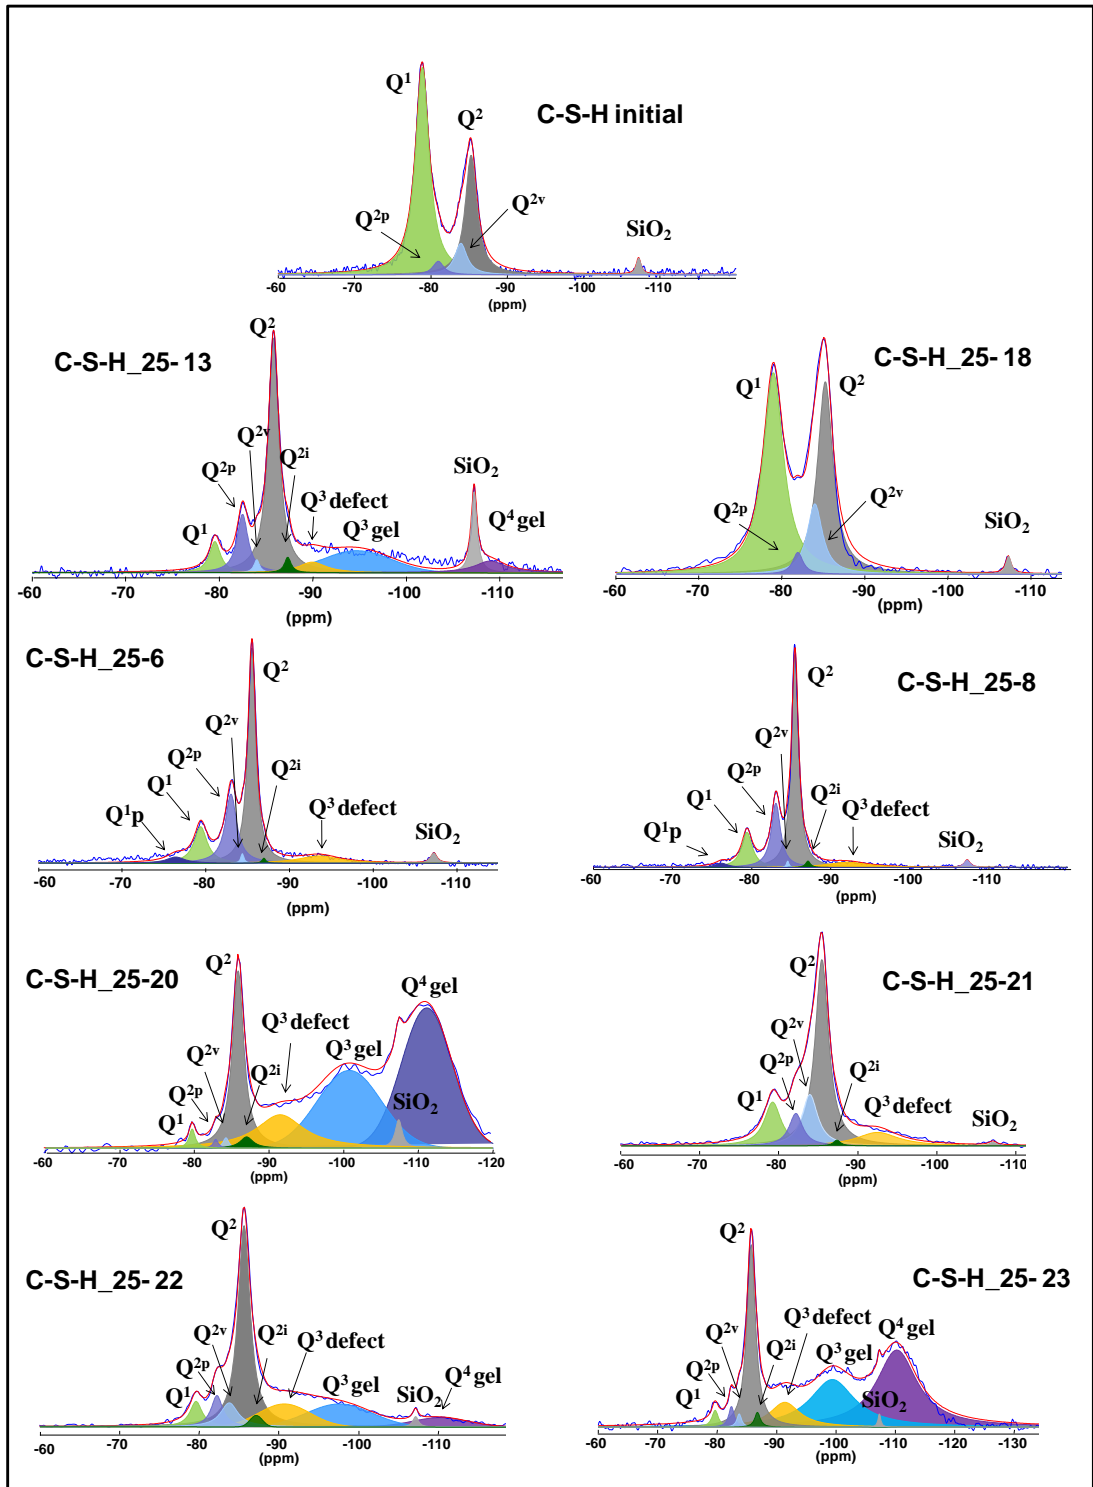 C-S-H initial
Q¹
Q²
Q²ᵖ
Q²ᵛ
SiO₂
-60 -70 -80 -90 -100 -110
(ppm)
C-S-H_25- 13
Q²
Q²ᵛ
Q²ᵖ
Q²ⁱ
Q¹
Q³ defect
Q³ gel
SiO₂
Q⁴ gel
-60 -70 -80 -90 -100 -110
(ppm)
C-S-H_25- 18
Q¹
Q²
Q²ᵖ
Q²ᵛ
SiO₂
-60 -70 -80 -90 -100 -110
(ppm)
C-S-H_25-6
Q²
Q²ᵛ
Q²ᵖ
Q²ⁱ
Q¹
Q¹p
Q³ defect
SiO₂
-60 -70 -80 -90 -100 -110
(ppm)
C-S-H_25-8
Q²
Q²ᵛ
Q²ᵖ
Q²ⁱ
Q¹
Q¹p
Q³ defect
SiO₂
-60 -70 -80 -90 -100 -110
(ppm)
C-S-H_25-20
Q²
Q³ defect
Q⁴ gel
Q²ᵛ
Q³ gel
Q²ᵖ
Q²ⁱ
Q¹
SiO₂
-60 -70 -80 -90 -100 -110 -120
(ppm)
C-S-H_25-21
Q²
Q²ᵛ
Q²ᵖ
Q²ⁱ
Q¹
Q³ defect
SiO₂
-60 -70 -80 -90 -100 -110
(ppm)
C-S-H_25- 22
Q²
Q²ᵛ
Q²ⁱ
Q³ defect
Q²ᵖ
Q¹
Q³ gel
SiO₂
Q⁴ gel
-60 -70 -80 -90 -100 -110
(ppm)
C-S-H_25- 23
Q²
Q³ defect
Q²ᵛ
Q⁴ gel
Q²ᵖ
Q²ⁱ
Q³ gel
Q¹
SiO₂
-60 -70 -80 -90 -100 -110 -120 -130
(ppm)